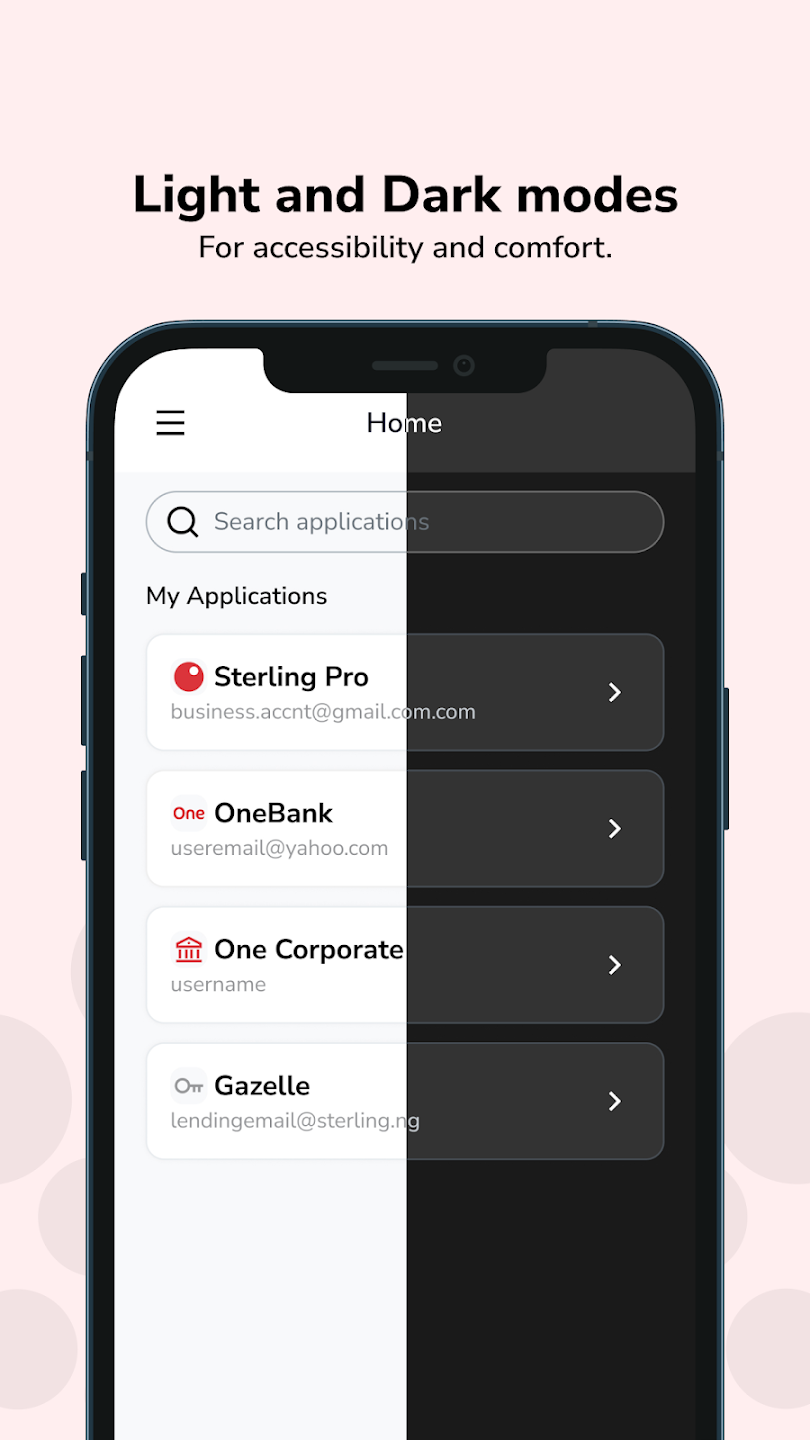 Light and Dark modes
For accessibility and comfort.
Home
Search applications
My Applications
Sterling Pro
business.accnt@gmail.com.com
One OneBank
useremail@yahoo.com
One Corporate
username
Gazelle
lendingemail@sterling.ng